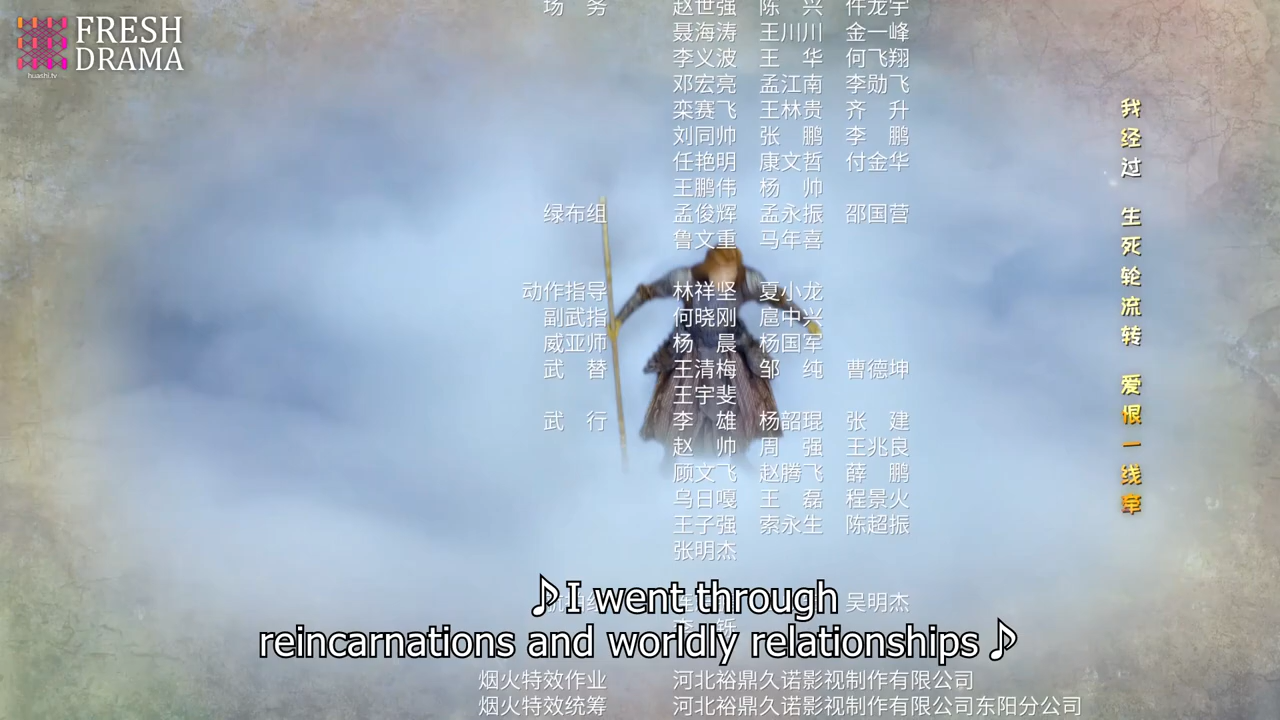 FRESH
DRAMA
huashi.tv
场 务 赵世强 陈 兴 仵龙宇
聂海涛 王川川 金一峰
李义波 王 华 何飞翔
邓宏亮 孟江南 李勋飞
栾赛飞 王林贵 齐 升
刘同帅 张 鹏 李 鹏
任艳明 康文哲 付金华
王鹏伟 杨 帅
绿布组 孟俊辉 孟永振 邵国营
鲁文重 马年喜
动作指导 林祥坚 夏小龙
副武指 何晓刚 扈中兴
威亚师 杨 晨 杨国军
武 替 王清梅 邹 纯 曹德坤
王宇斐
武 行 李 雄 杨韶琨 张 建
赵 帅 周 强 王兆良
顾文飞 赵腾飞 薛 鹏
乌日嘎 王 磊 程景火
王子强 索永生 陈超振
张明杰
吴明杰
♪I went through
reincarnations and worldly relationships♪
烟火特效作业 河北裕鼎久诺影视制作有限公司
烟火特效统筹 河北裕鼎久诺影视制作有限公司东阳分公司
我经过 生死轮流转 爱恨一线牵